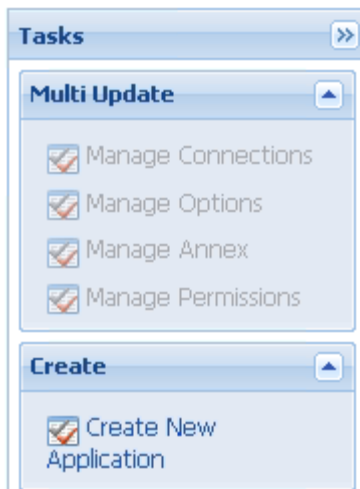 Tasks
Multi Update
Manage Connections
Manage Options
Manage Annex
Manage Permissions
Create
Create New
Application